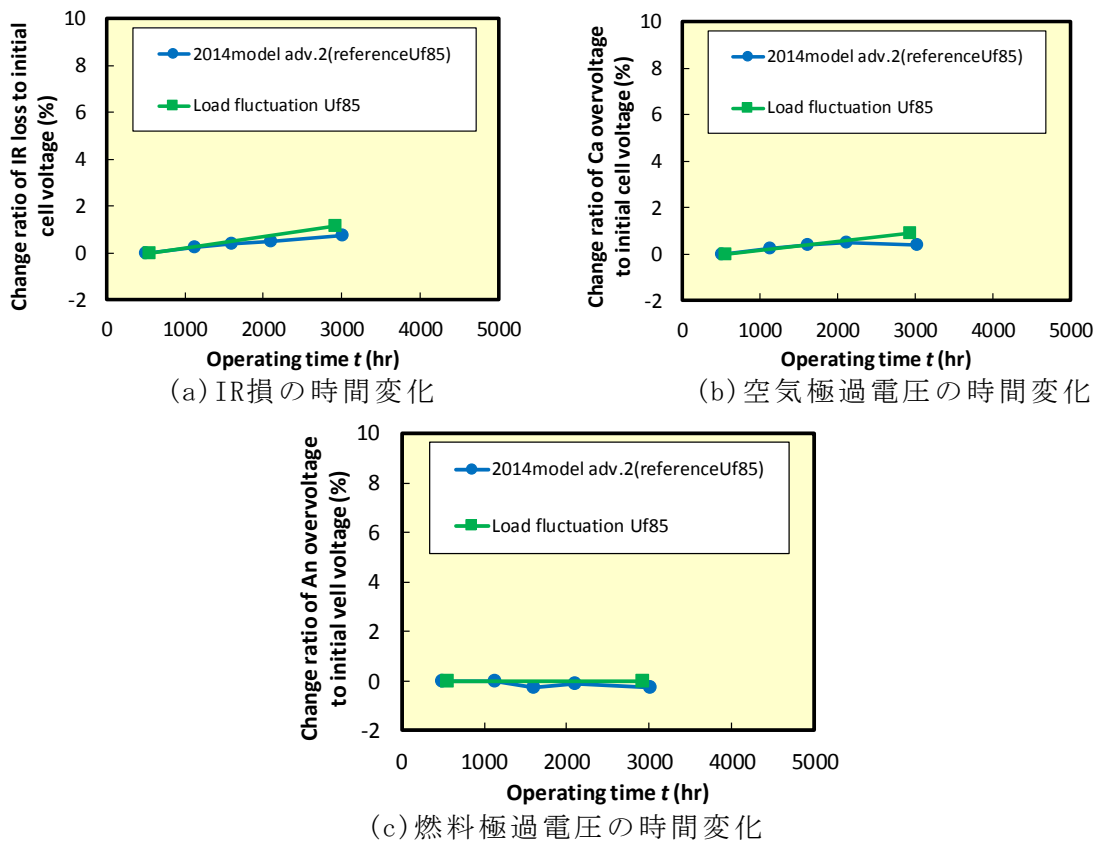 Change ratio of IR loss to initial
cell voltage (%)
10
8
6
4
2
0
-2
2014model adv.2(referenceUf85)
Load fluctuation Uf85
0 1000 2000 3000 4000 5000
Operating time t (hr)
(a)IR損の時間変化
Change ratio of Ca overvoltage
to initial cell voltage (%)
10
8
6
4
2
0
-2
2014model adv.2(referenceUf85)
Load fluctuation Uf85
0 1000 2000 3000 4000 5000
Operating time t (hr)
(b)空気極過電圧の時間変化
Change ratio of An overvoltage
to initial vell voltage (%)
10
8
6
4
2
0
-2
2014model adv.2(referenceUf85)
Load fluctuation Uf85
0 1000 2000 3000 4000 5000
Operating time t (hr)
(c)燃料極過電圧の時間変化